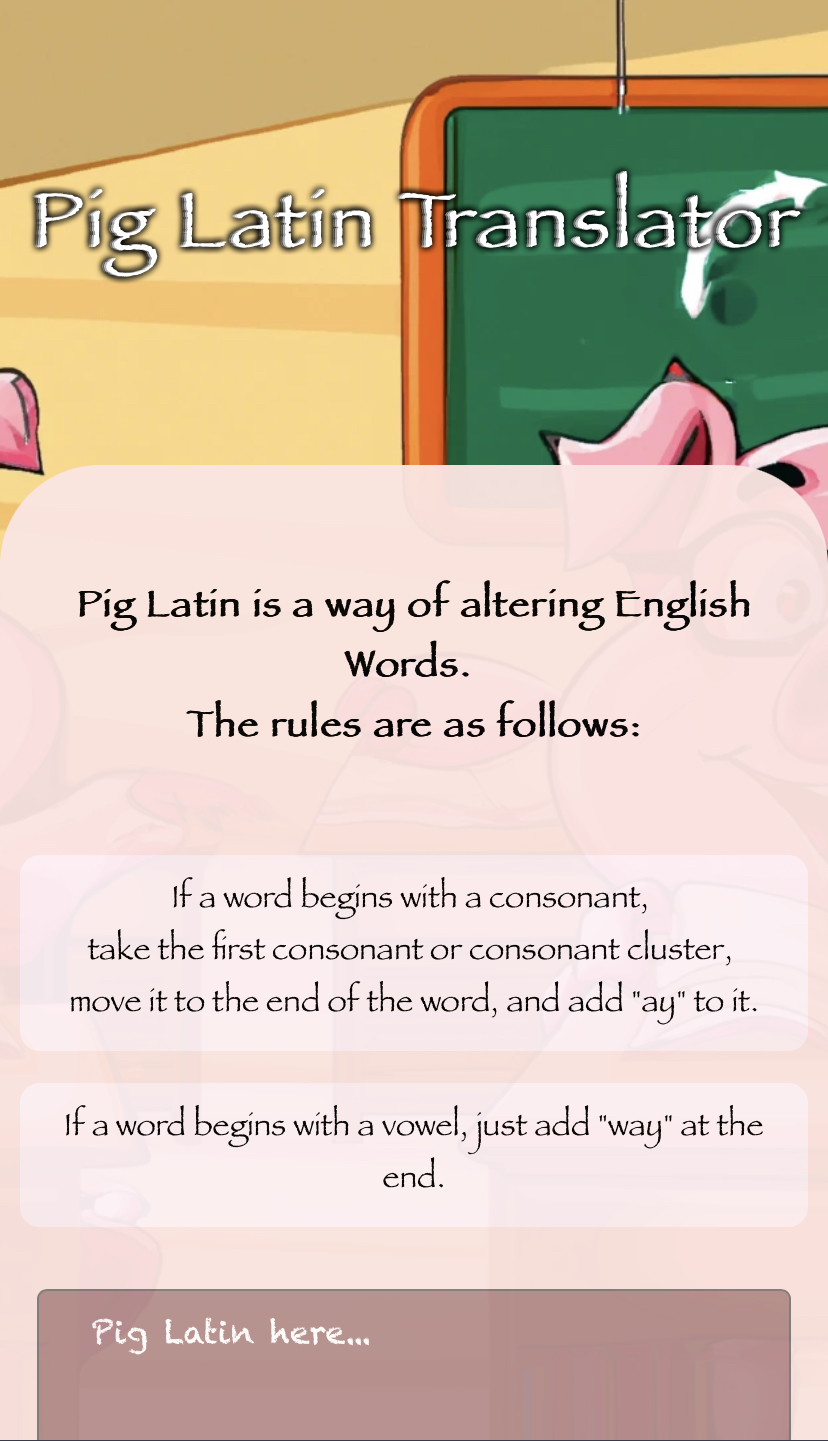 Pig Latin Translator
Pig Latin is a way of altering English
Words.
The rules are as follows:
If a word begins with a consonant,
take the first consonant or consonant cluster,
move it to the end of the word, and add "ay" to it.
If a word begins with a vowel, just add "way" at the
end.
Pig Latin here...